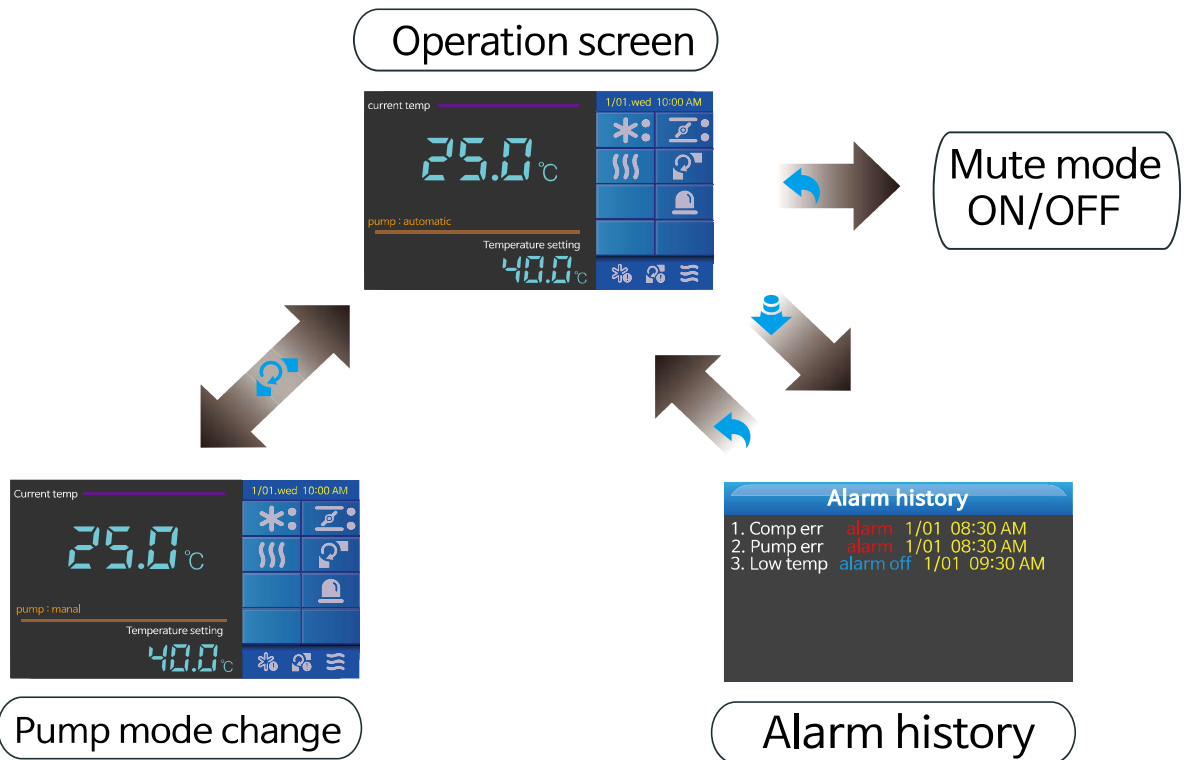 Operation screen
current temp
1/01.wed 10:00 AM
25.0℃
pump : automatic
Temperature setting
40.0℃
Mute mode
ON/OFF
Current temp
1/01.wed 10:00 AM
25.0℃
pump : manal
Temperature setting
40.0℃
Pump mode change
Alarm history
1. Comp err alarm 1/01 08:30 AM
2. Pump err alarm 1/01 08:30 AM
3. Low temp alarm off 1/01 09:30 AM
Alarm history